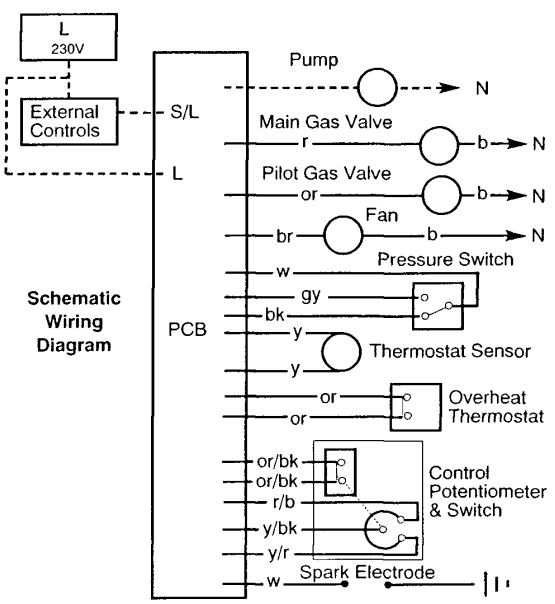 L
230V
External
Controls
S/L
L
PCB
Schematic
Wiring
Diagram
Pump
N
Main Gas Valve
r
b
N
Pilot Gas Valve
or
b
N
Fan
br
b
N
Pressure Switch
w
gy
bk
y
Thermostat Sensor
y
or
Overheat
Thermostat
or
or/bk
or/bk
r/b
y/bk
y/r
Control
Potentiometer
& Switch
Spark Electrode
w